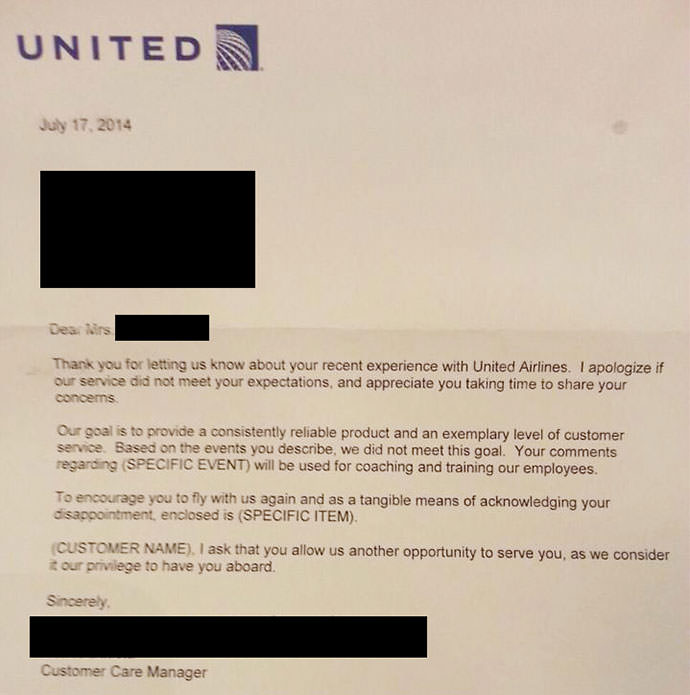 UNITED
July 17, 2014
Dear Mrs.
Thank you for letting us know about your recent experience with United Airlines. I apologize if
our service did not meet your expectations, and appreciate you taking time to share your
concerns.
Our goal is to provide a consistently reliable product and an exemplary level of customer
service. Based on the events you describe, we did not meet this goal. Your comments
regarding (SPECIFIC EVENT) will be used for coaching and training our employees.
To encourage you to fly with us again and as a tangible means of acknowledging your
disappointment, enclosed is (SPECIFIC ITEM).
(CUSTOMER NAME), I ask that you allow us another opportunity to serve you, as we consider
it our privilege to have you aboard.
Sincerely,
Customer Care Manager